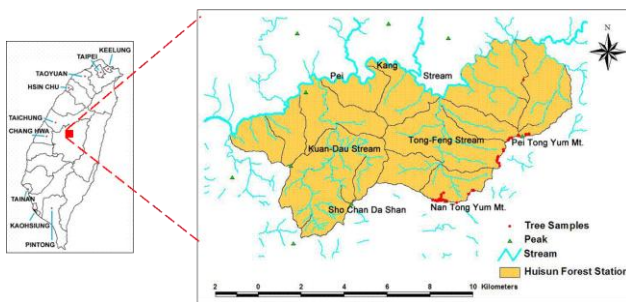 KEELUNG
TAIPEI
TAOYUAN
HSIN CHU
TAICHUNG
CHANG HWA
TAINAN
KAOHSIUNG
PINTONG
N
Pei Kang Stream
Kuan-Dau Stream
Tong-Feng Stream
Pei Tong Yum Mt.
Sho Chan Da Shan
Nan Tong Yum Mt.
Tree Samples
Peak
Stream
Huisun Forest Station
2 0 2 4 6 8 10 Kilometers